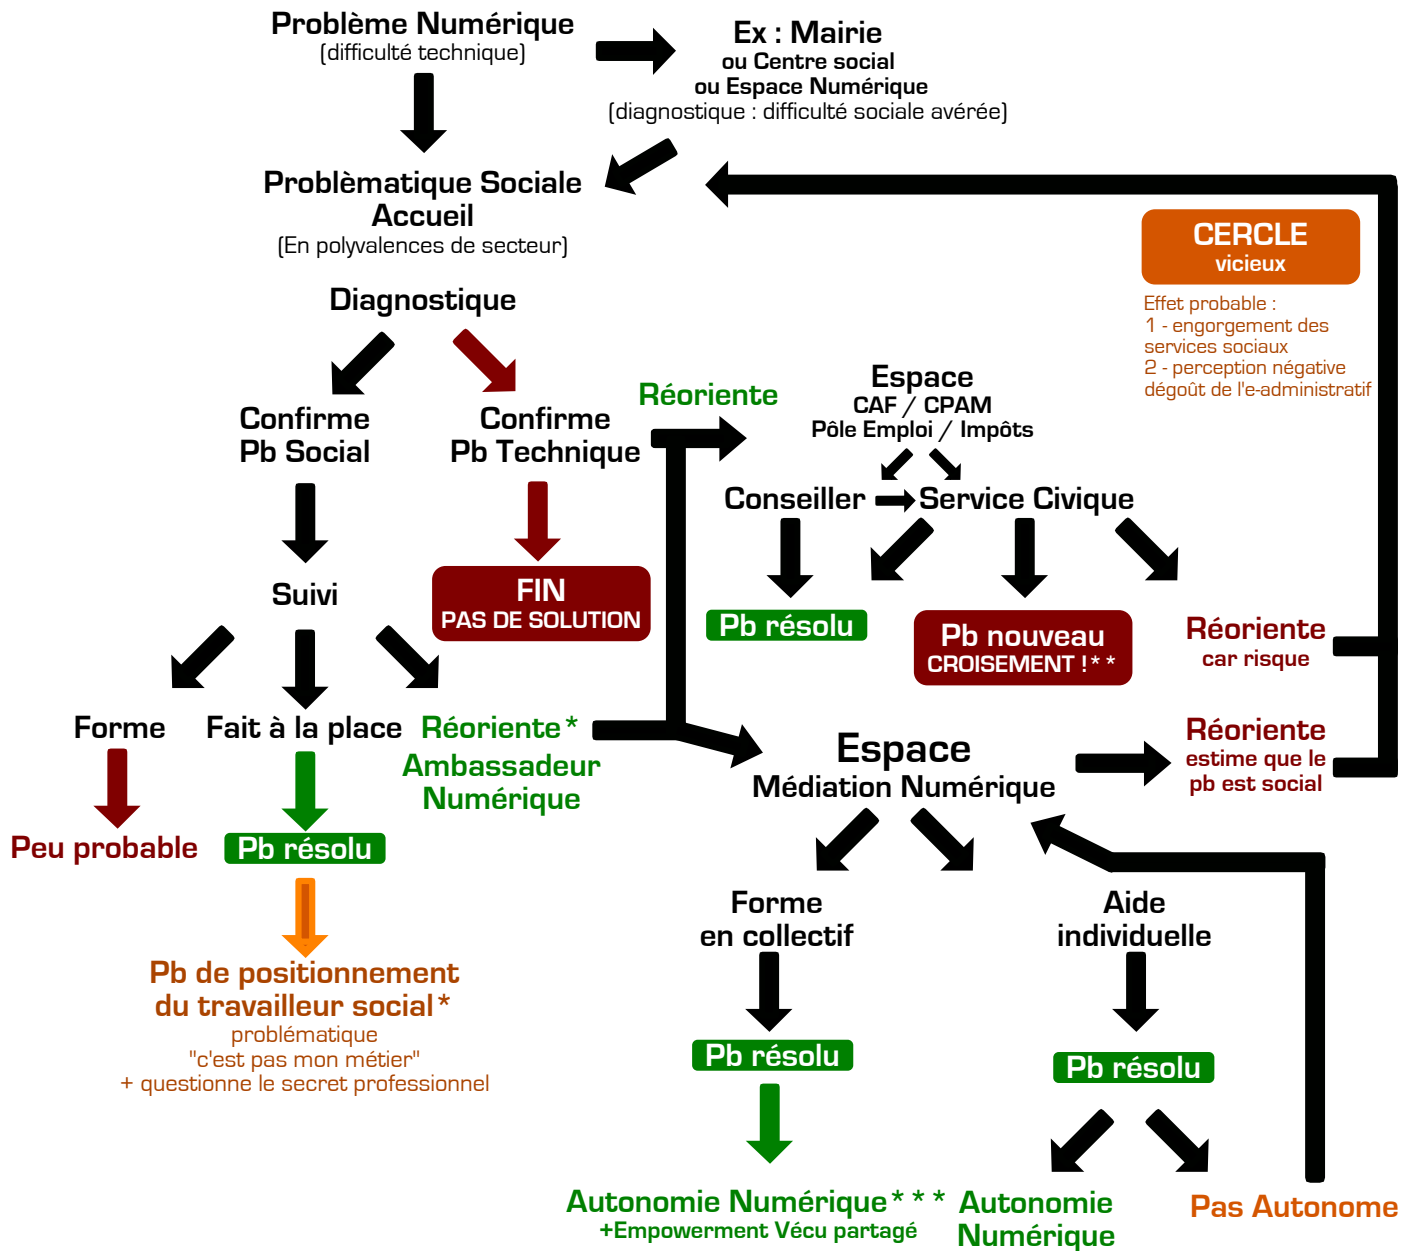 Problème Numérique
(difficulté technique)
Ex : Mairie
ou Centre social
ou Espace Numérique
(diagnostique : difficulté sociale avérée)
Problèmatique Sociale
Accueil
(En polyvalences de secteur)
CERCLE
vicieux
Effet probable :
1 - engorgement des
services sociaux
2 - perception négative
dégoût de l'e-administratif
Diagnostique
Confirme
Pb Social
Confirme
Pb Technique
Réoriente
Espace
CAF / CPAM
Pôle Emploi / Impôts
Conseiller
Service Civique
Suivi
FIN
PAS DE SOLUTION
Pb résolu
Pb nouveau
CROISEMENT !**
Réoriente
car risque
Forme
Fait à la place
Réoriente*
Ambassadeur
Numérique
Espace
Médiation Numérique
Réoriente
estime que le
pb est social
Peu probable
Pb résolu
Forme
en collectif
Aide
individuelle
Pb de positionnement
du travailleur social*
problématique
"c'est pas mon métier"
+ questionne le secret professionnel
Pb résolu
Pb résolu
Autonomie Numérique***
+Empowerment Vécu partagé
Autonomie
Numérique
Pas Autonome